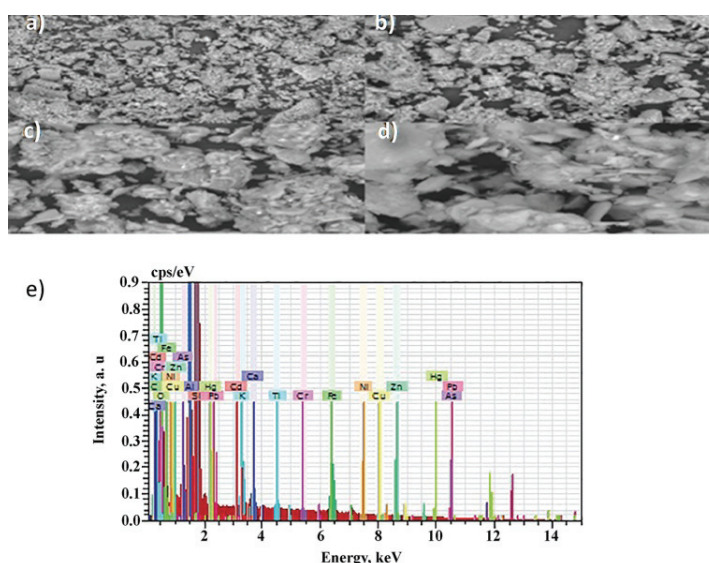 a)
b)
c)
d)
e)
cps/eV
Intensity, a. u
0.9
0.8
0.7
0.6
0.5
0.4
0.3
0.2
0.1
0.0
Ti
Fe
Cd As
Cr Zn
K Ni Hg Cd Ca Hg Pb
C Cu Al K Ni Zn
O Si Pb Ti Cr Fe Cu As
Ca
2 4 6 8 10 12 14
Energy, keV